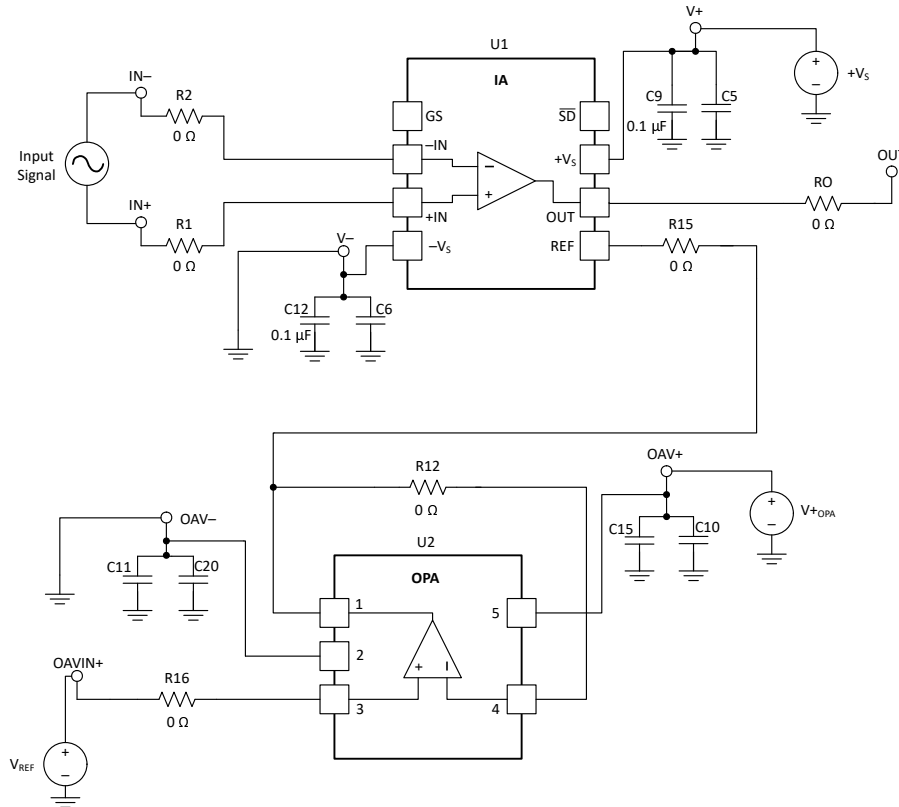 V+
U1
IA
IN−
R2
0 Ω
GS
SD
C9
0.1 µF
C5
+VS
Input
Signal
−IN
−
+VS
OU
IN+
+IN
+
OUT
RO
0 Ω
R1
0 Ω
V−
−VS
REF
R15
0 Ω
C12
0.1 µF
C6
R12
0 Ω
OAV+
OAV−
U2
C15
C10
V+OPA
C11
C20
OPA
1
5
2
OAVIN+
R16
0 Ω
+
−
3
4
VREF
+
−
+
−
+
−